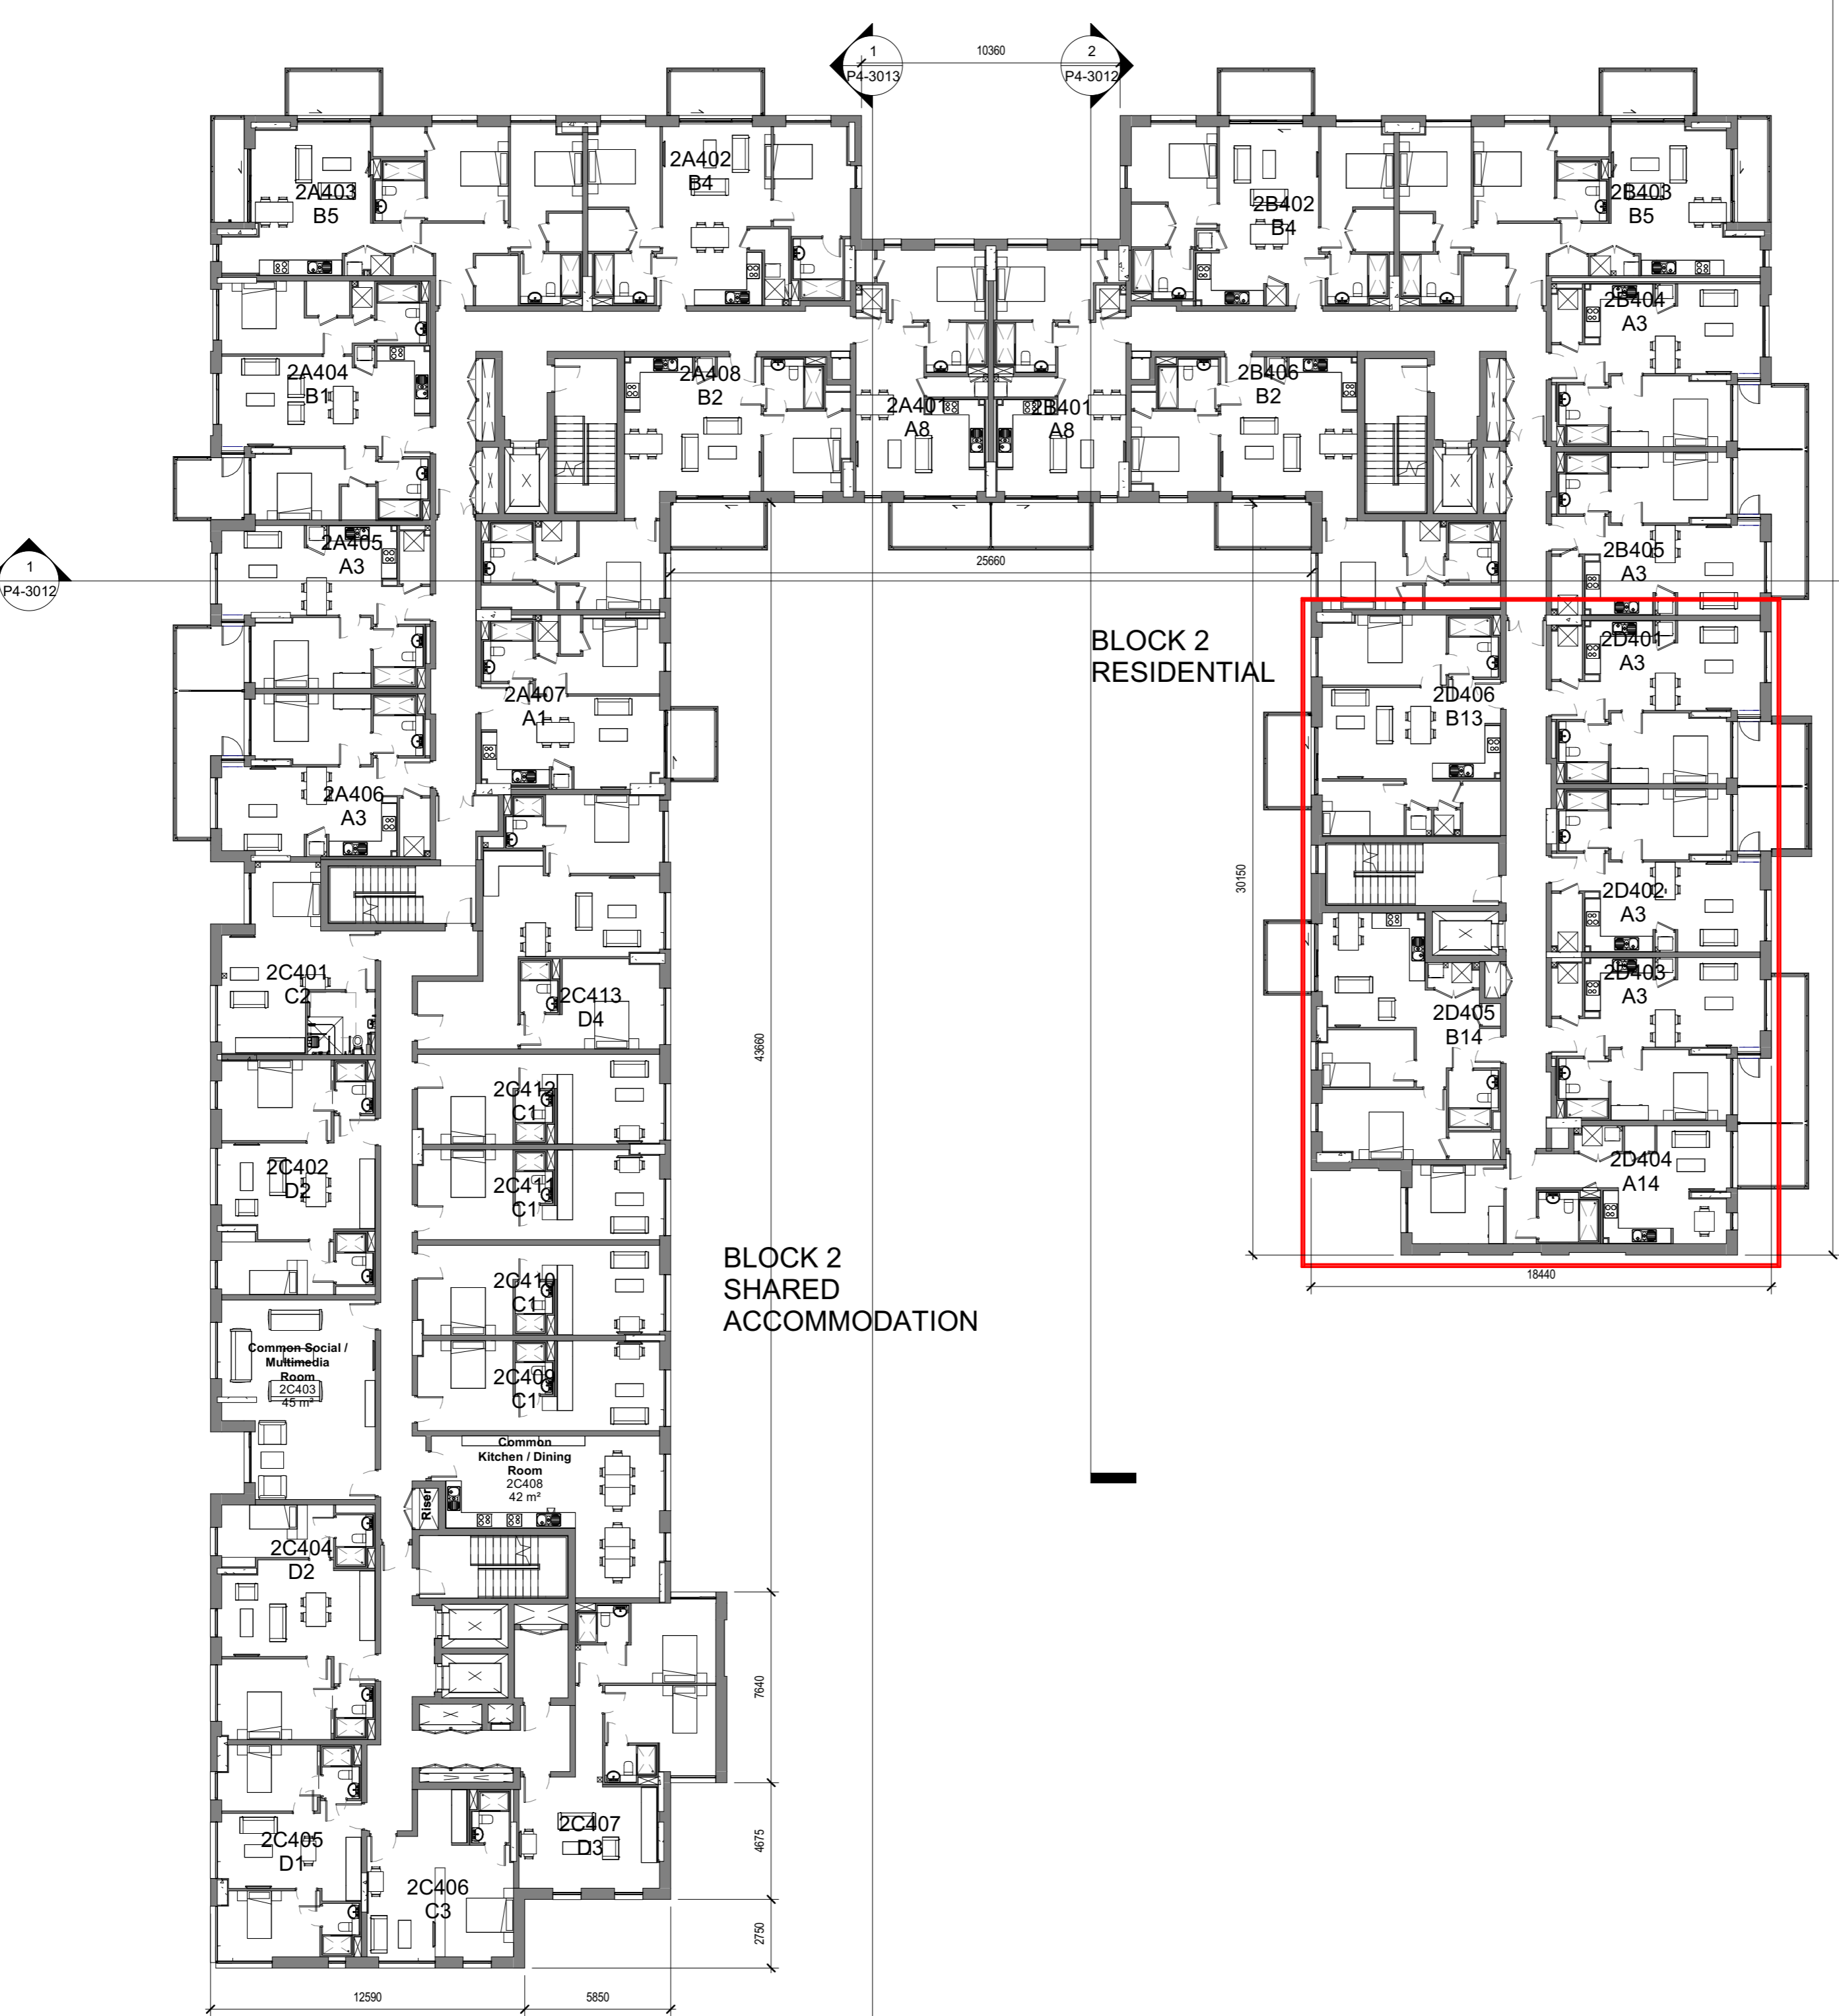 1
P4-3013
10360
2
P4-3012
2A403
B5
2A402
B4
2B402
B4
2B403
B5
2A404
B1
2A408
B2
2A401
A8
2B401
A8
2B406
B2
2B404
A3
2A405
A3
2B405
A3
1
P4-3012
25660
BLOCK 2
RESIDENTIAL
2A407
A1
2D406
B13
2D401
A3
2A406
A3
30150
2D402
A3
2C401
C2
2C413
D4
2D405
B14
2D403
A3
43660
2C412
C1
2C402
D2
2C411
C1
2D404
A14
BLOCK 2
SHARED
ACCOMMODATION
2C410
C1
18440
Common Social /
Multimedia
Room
2C403
45 m²
2C409
C1
Common
Kitchen / Dining
Room
2C408
42 m²
Riser
2C404
D2
7640
2C405
D1
2C407
D3
4675
2C406
C3
2750
12590
5850